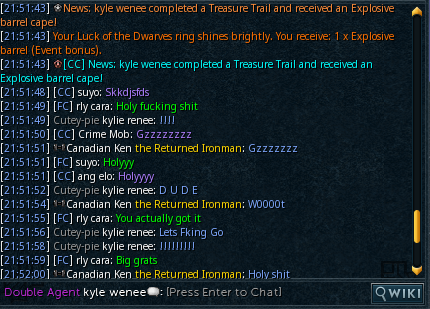 [21:51:43] News: kyle wenee completed a Treasure Trail and received an Explosive
barrel cape!
[21:51:43] Your Luck of the Dwarves ring shines brightly. You receive: 1 x Explosive
barrel (Event bonus).
[21:51:43] [CC] News: kyle wenee completed a Treasure Trail and received an
Explosive barrel cape!
[21:51:48] [CC] suyo: Skkdjsfds
[21:51:49] [FC] rly cara: Holy fucking shit
[21:51:49] Cutey-pie kylie renee: !!!!
[21:51:50] [CC] Crime Mob: Gzzzzzzzz
[21:51:51] Canadian Ken the Returned Ironman: Gzzzzzzz
[21:51:51] [FC] suyo: Holyyy
[21:51:51] [CC] ang elo: Holyyyy
[21:51:52] Cutey-pie kylie renee: D U D E
[21:51:54] Canadian Ken the Returned Ironman: W0000t
[21:51:55] [FC] rly cara: You actually got it
[21:51:56] Cutey-pie kylie renee: Lets Fking Go
[21:51:58] Cutey-pie kylie renee: !!!!!!!!!
[21:51:59] [FC] rly cara: Big grats
[21:52:00] Canadian Ken the Returned Ironman: Holy shit
Double Agent kyle wenee: [Press Enter to Chat]
WIKI